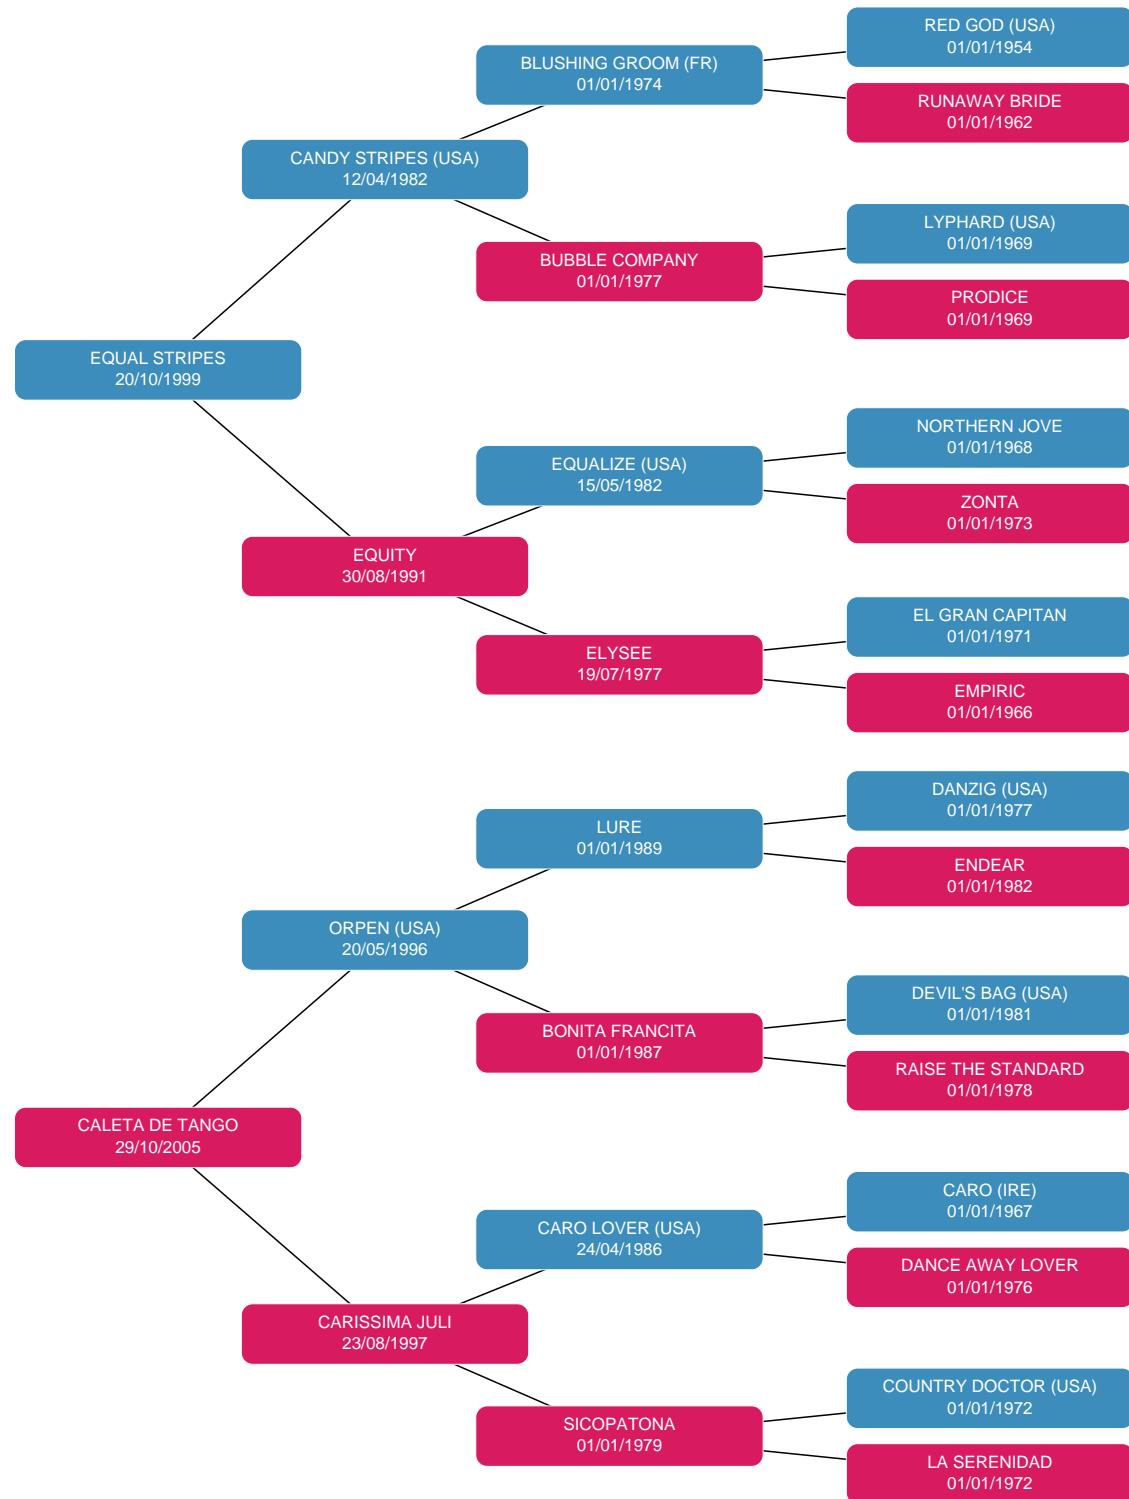 RED GOD (USA)
01/01/1954
BLUSHING GROOM (FR)
01/01/1974
RUNAWAY BRIDE
01/01/1962
CANDY STRIPES (USA)
12/04/1982
LYPHARD (USA)
01/01/1969
BUBBLE COMPANY
01/01/1977
PRODICE
01/01/1969
EQUAL STRIPES
20/10/1999
NORTHERN JOVE
01/01/1968
EQUALIZE (USA)
15/05/1982
ZONTA
01/01/1973
EQUITY
30/08/1991
EL GRAN CAPITAN
01/01/1971
ELYSEE
19/07/1977
EMPIRIC
01/01/1966
DANZIG (USA)
01/01/1977
LURE
01/01/1989
ENDEAR
01/01/1982
ORPEN (USA)
20/05/1996
DEVIL'S BAG (USA)
01/01/1981
BONITA FRANCITA
01/01/1987
RAISE THE STANDARD
01/01/1978
CALETA DE TANGO
29/10/2005
CARO (IRE)
01/01/1967
CARO LOVER (USA)
24/04/1986
DANCE AWAY LOVER
01/01/1976
CARISSIMA JULI
23/08/1997
COUNTRY DOCTOR (USA)
01/01/1972
SICOPATONA
01/01/1979
LA SERENIDAD
01/01/1972